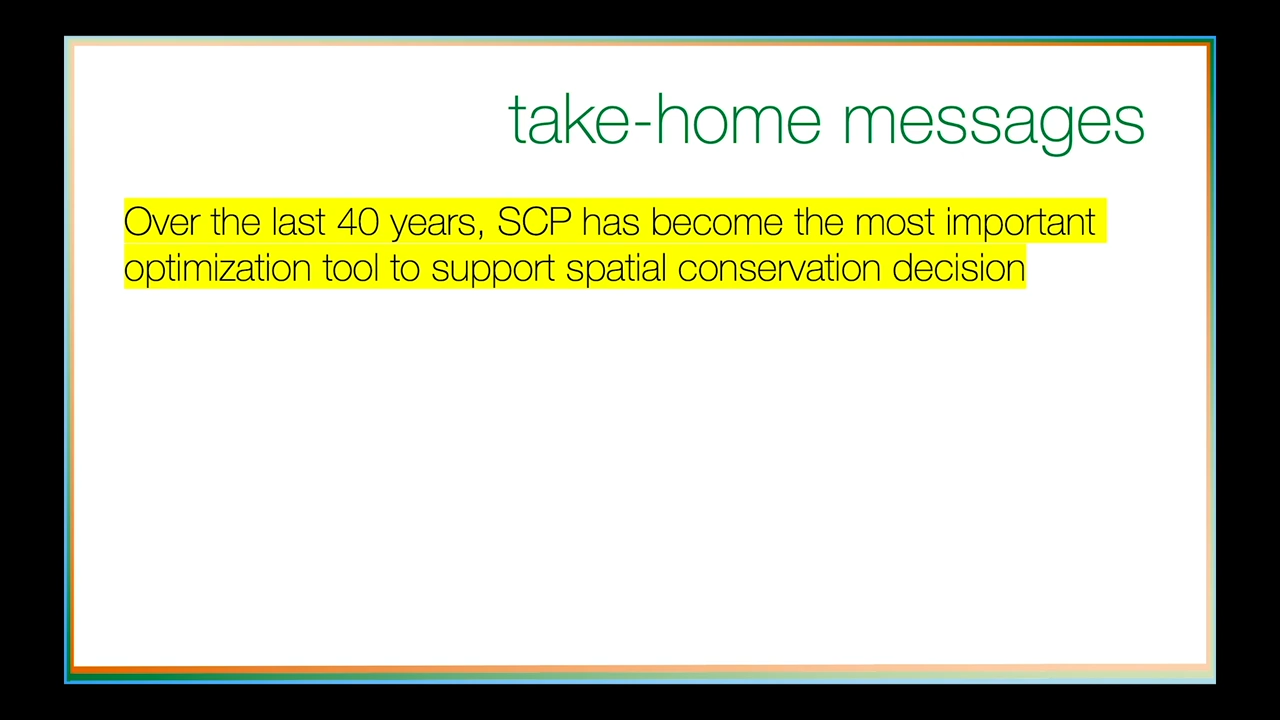 take-home messages
Over the last 40 years, SCP has become the most important
optimization tool to support spatial conservation decision